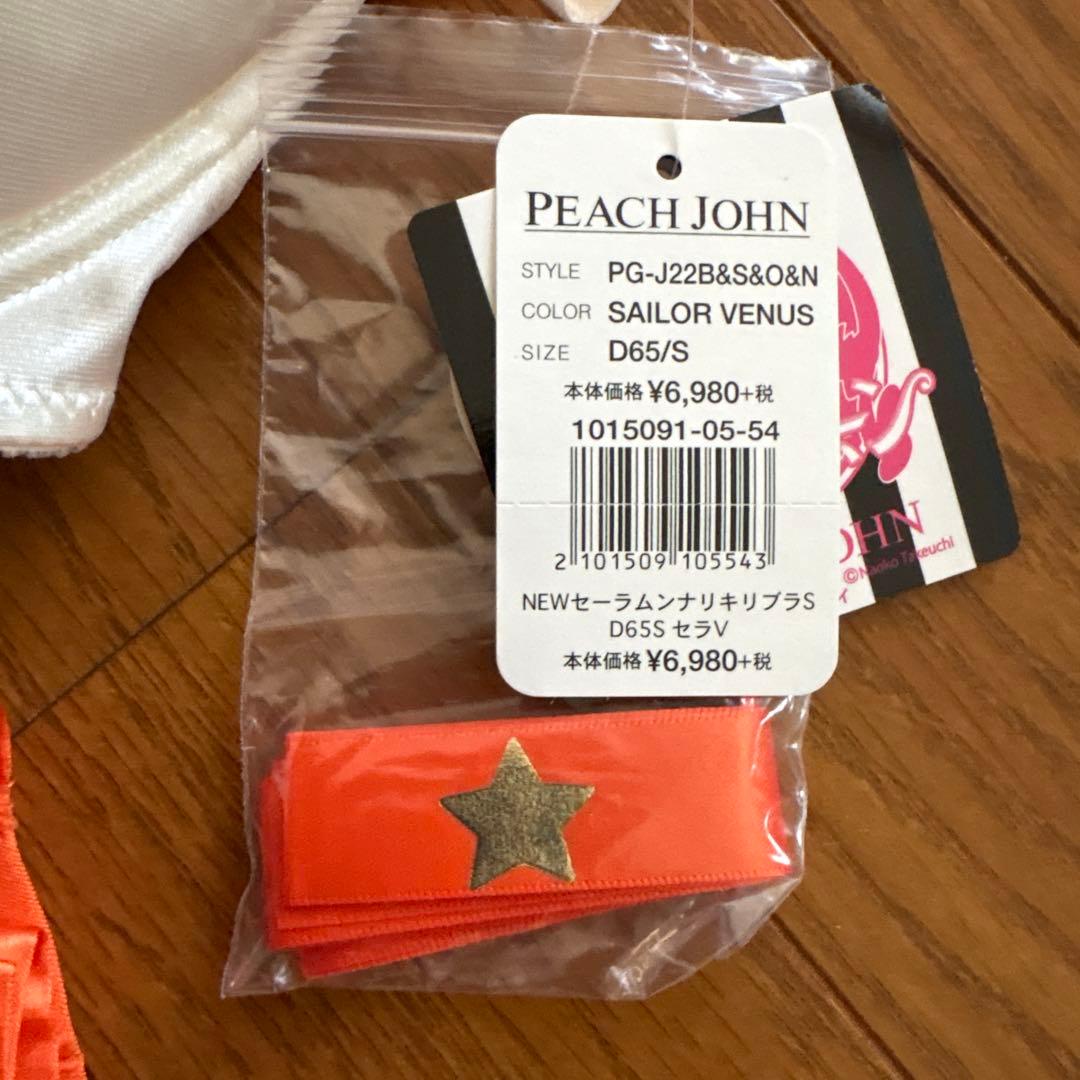 PEACH JOHN
STYLE PG-J22B&S&O&N
COLOR SAILOR VENUS
SIZE D65/S
本体価格 ¥6,980+税
1015091-05-54
2 101509 105543
NEWセーラムンナリキリブラS
D65S セラV
本体価格 ¥6,980+税
OHN
©Naoko Takeuchi